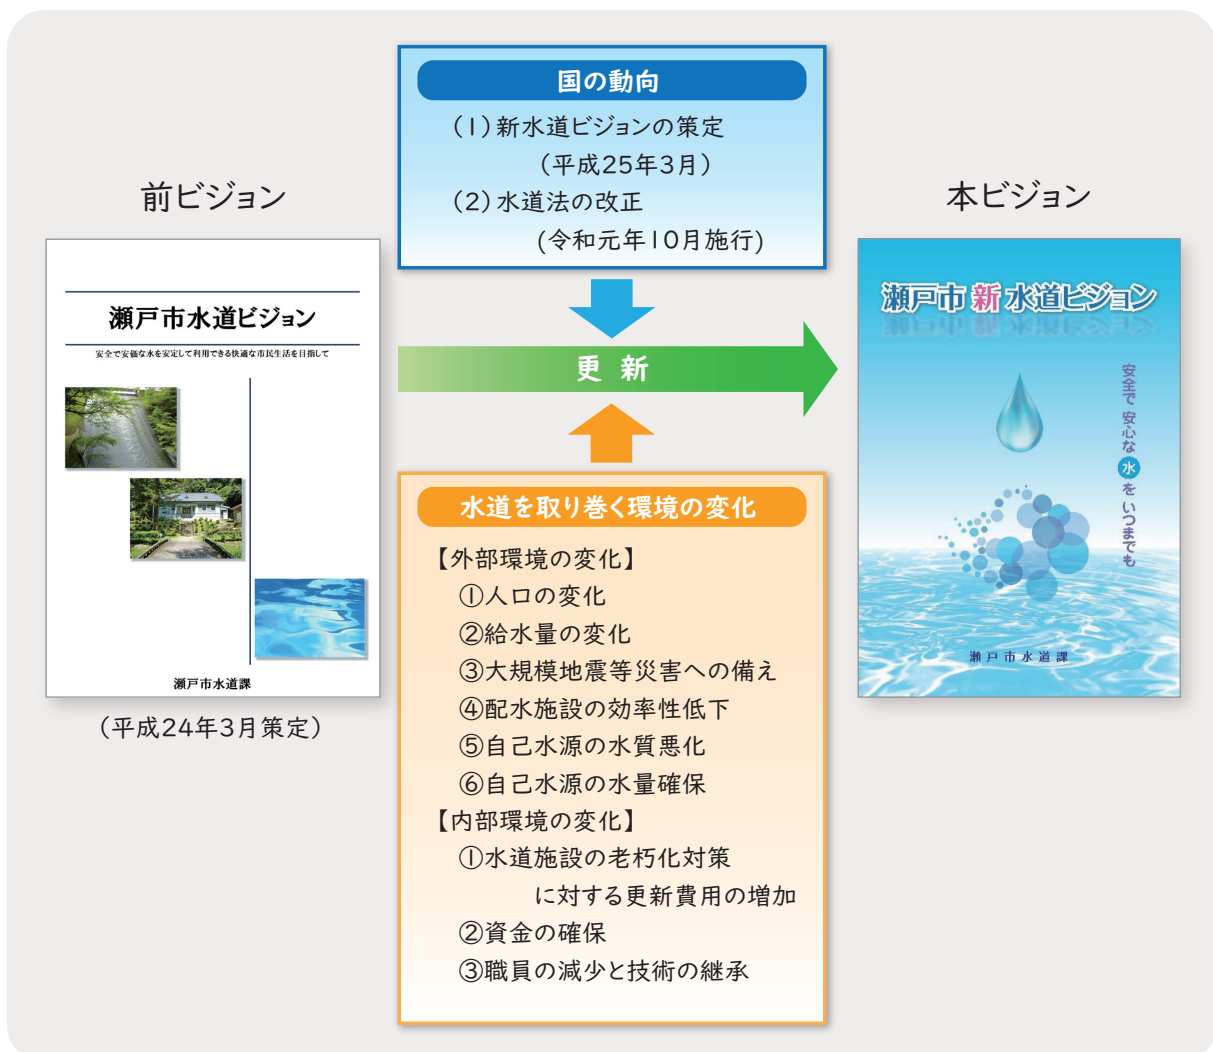 国の動向
(1)新水道ビジョンの策定
(平成25年3月)
(2)水道法の改正
(令和元年10月施行)
前ビジョン
瀬戸市水道ビジョン
安全で安価な水を安定して利用できる快適な市民生活を目指して
瀬戸市水道課
(平成24年3月策定)
更新
本ビジョン
瀬戸市 新 水道ビジョン
安全で 安心な 水 を いつまでも
瀬戸市水道課
水道を取り巻く環境の変化
【外部環境の変化】
①人口の変化
②給水量の変化
③大規模地震等災害への備え
④配水施設の効率性低下
⑤自己水源の水質悪化
⑥自己水源の水量確保
【内部環境の変化】
①水道施設の老朽化対策
に対する更新費用の増加
②資金の確保
③職員の減少と技術の継承